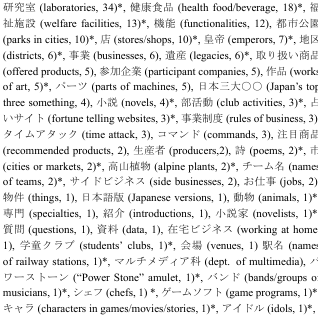 研究室 (laboratories, 34)*, 健康食品 (health food/beverage, 18)*, 福
祉施設 (welfare facilities, 13)*, 機能 (functionalities, 12), 都市公園
(parks in cities, 10)*, 店 (stores/shops, 10)*, 皇帝 (emperors, 7)*, 地区
(districts, 6)*, 事業 (businesses, 6), 遺産 (legacies, 6)*, 取り扱い商品
(offered products, 5), 参加企業 (participant companies, 5), 作品 (works
of art, 5)*, パーツ (parts of machines, 5), 日本三大〇〇 (Japan's top
three something, 4), 小説 (novels, 4)*, 部活動 (club activities, 3)*, 占
いサイト (fortune telling websites, 3)*, 事業制度 (rules of business, 3),
タイムアタック (time attack, 3), コマンド (commands, 3), 注目商品
(recommended products, 2), 生産者 (producers,2), 詩 (poems, 2)*, 市
(cities or markets, 2)*, 高山植物 (alpine plants, 2)*, チーム名 (names
of teams, 2)*, サイドビジネス (side businesses, 2), お仕事 (jobs, 2),
物件 (things, 1), 日本語版 (Japanese versions, 1), 動物 (animals, 1)*,
専門 (specialties, 1), 紹介 (introductions, 1), 小説家 (novelists, 1)*,
質問 (questions, 1), 資料 (data, 1), 在宅ビジネス (working at home,
1), 学童クラブ (students' clubs, 1)*, 会場 (venues, 1) 駅名 (names
of railway stations, 1)*, マルチメディア科 (dept. of multimedia), パ
ワーストーン ("Power Stone" amulet, 1)*, バンド (bands/groups of
musicians, 1)*, シェフ (chefs, 1) *, ゲームソフト (game programs, 1)*,
キャラ (characters in games/movies/stories, 1)*, アイドル (idols, 1)*,